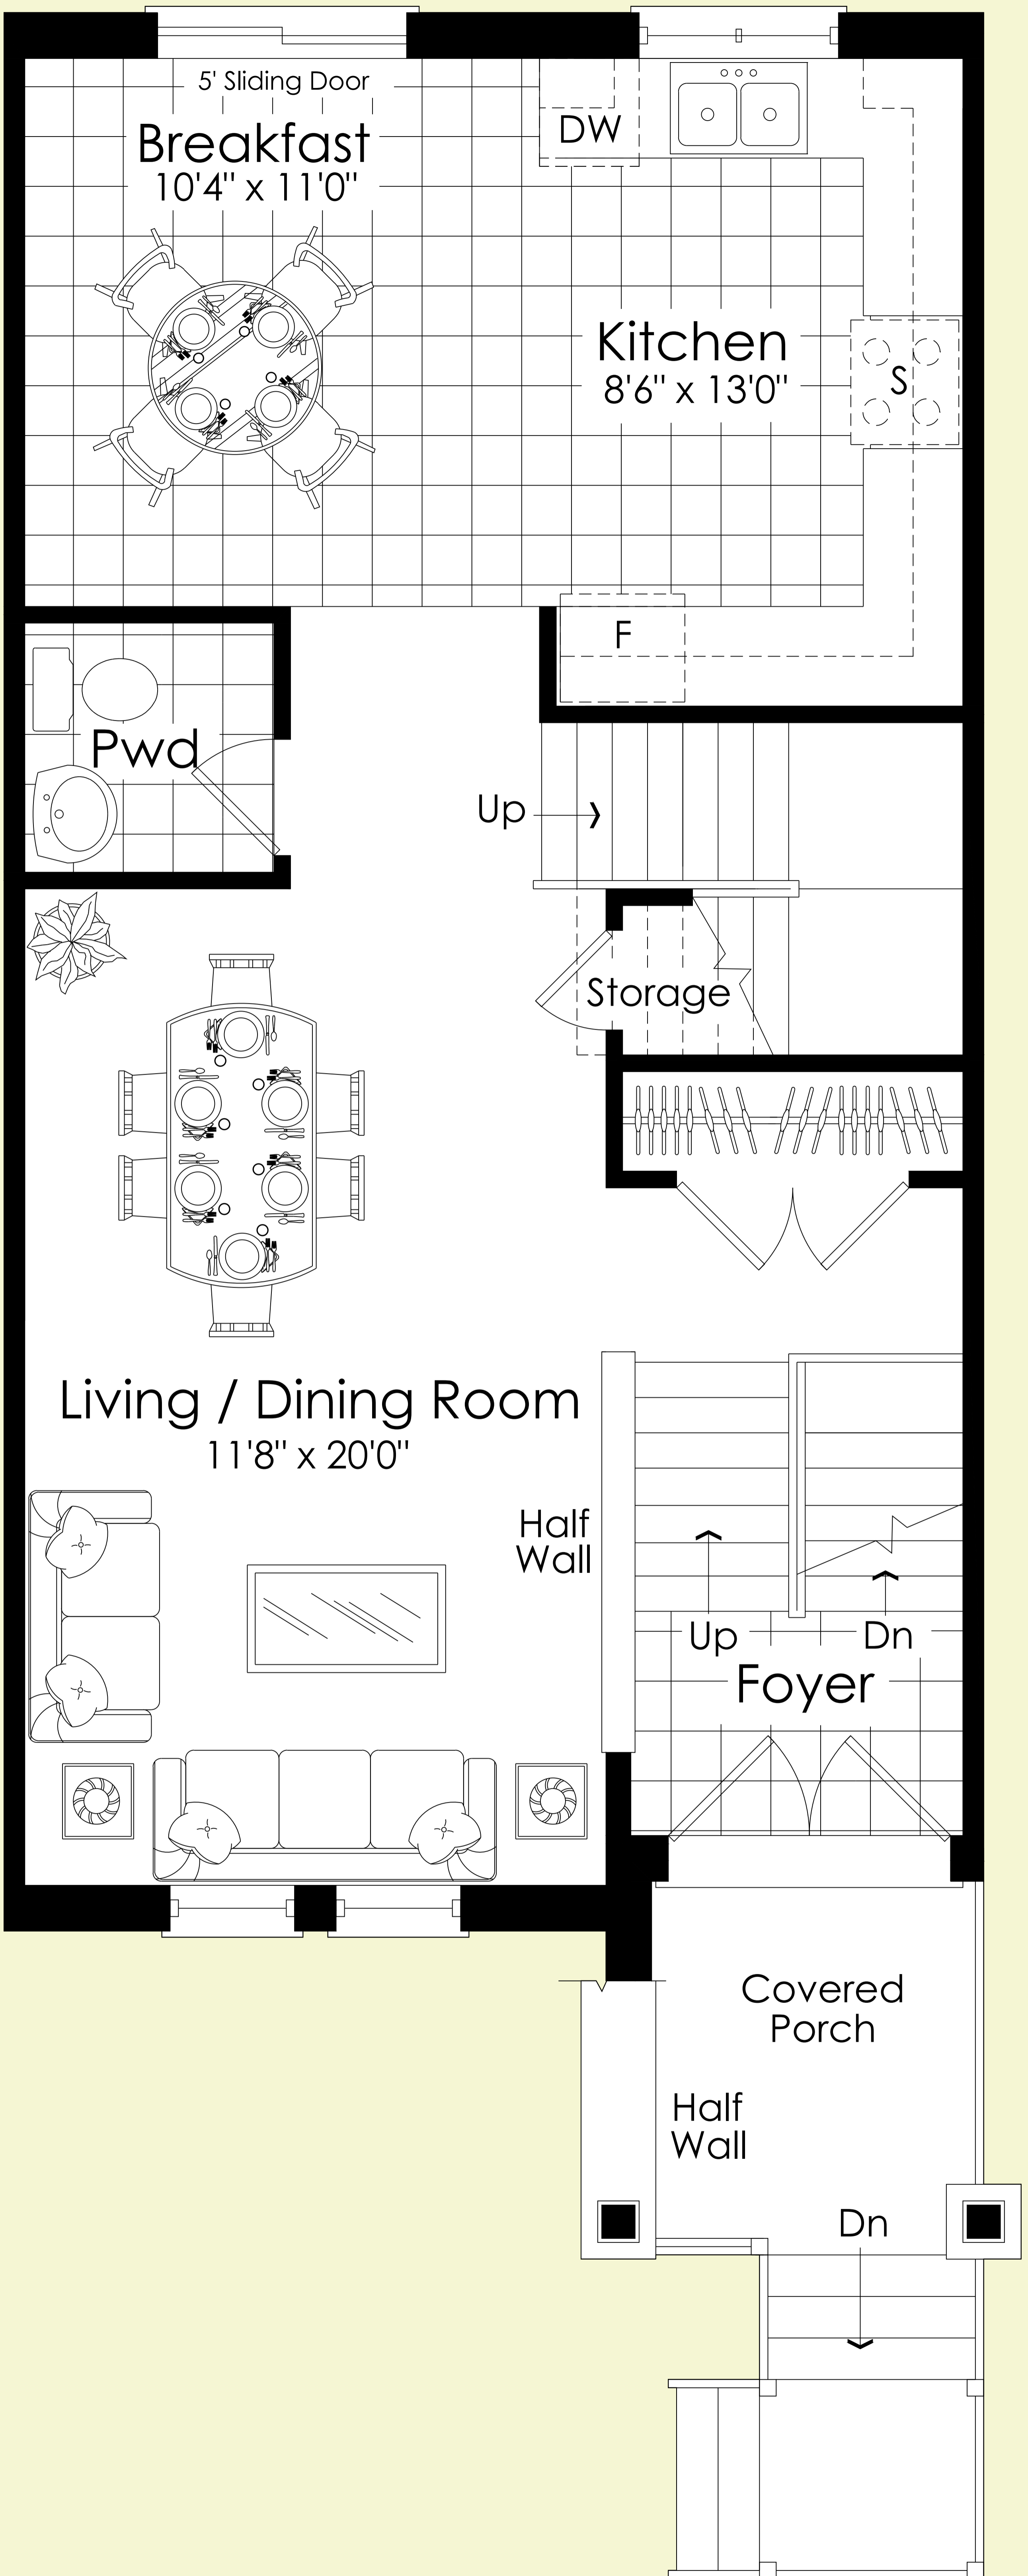 5' Sliding Door
Breakfast
10'4" x 11'0"
DW
Kitchen
8'6" x 13'0"
S
F
Pwd
Up
Storage
Living / Dining Room
11'8" x 20'0"
Half
Wall
Up
Dn
Foyer
Covered
Porch
Half
Wall
Dn